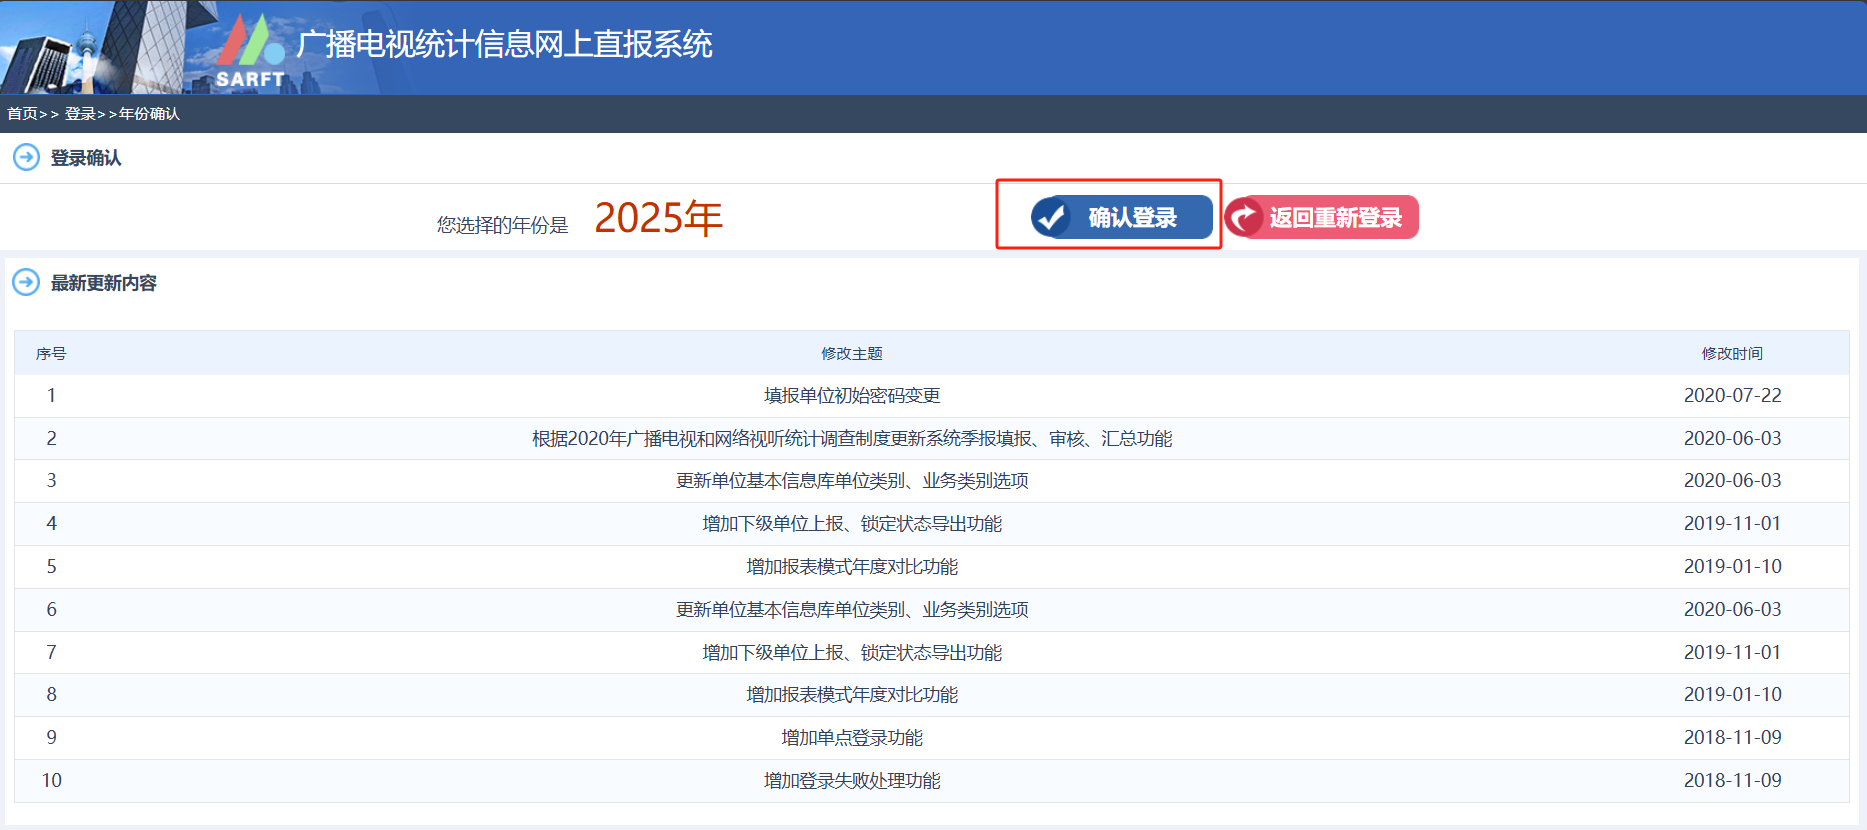 广播电视统计信息网上直报系统
SARFT
首页>> 登录>>年份确认
登录确认
您选择的年份是 2025年 确认登录 返回重新登录
最新更新内容
序号 修改主题 修改时间
1 填报单位初始密码变更 2020-07-22
2 根据2020年广播电视和网络视听统计调查制度更新系统季报填报、审核、汇总功能 2020-06-03
3 更新单位基本信息库单位类别、业务类别选项 2020-06-03
4 增加下级单位上报、锁定状态导出功能 2019-11-01
5 增加报表模式年度对比功能 2019-01-10
6 更新单位基本信息库单位类别、业务类别选项 2020-06-03
7 增加下级单位上报、锁定状态导出功能 2019-11-01
8 增加报表模式年度对比功能 2019-01-10
9 增加单点登录功能 2018-11-09
10 增加登录失败处理功能 2018-11-09